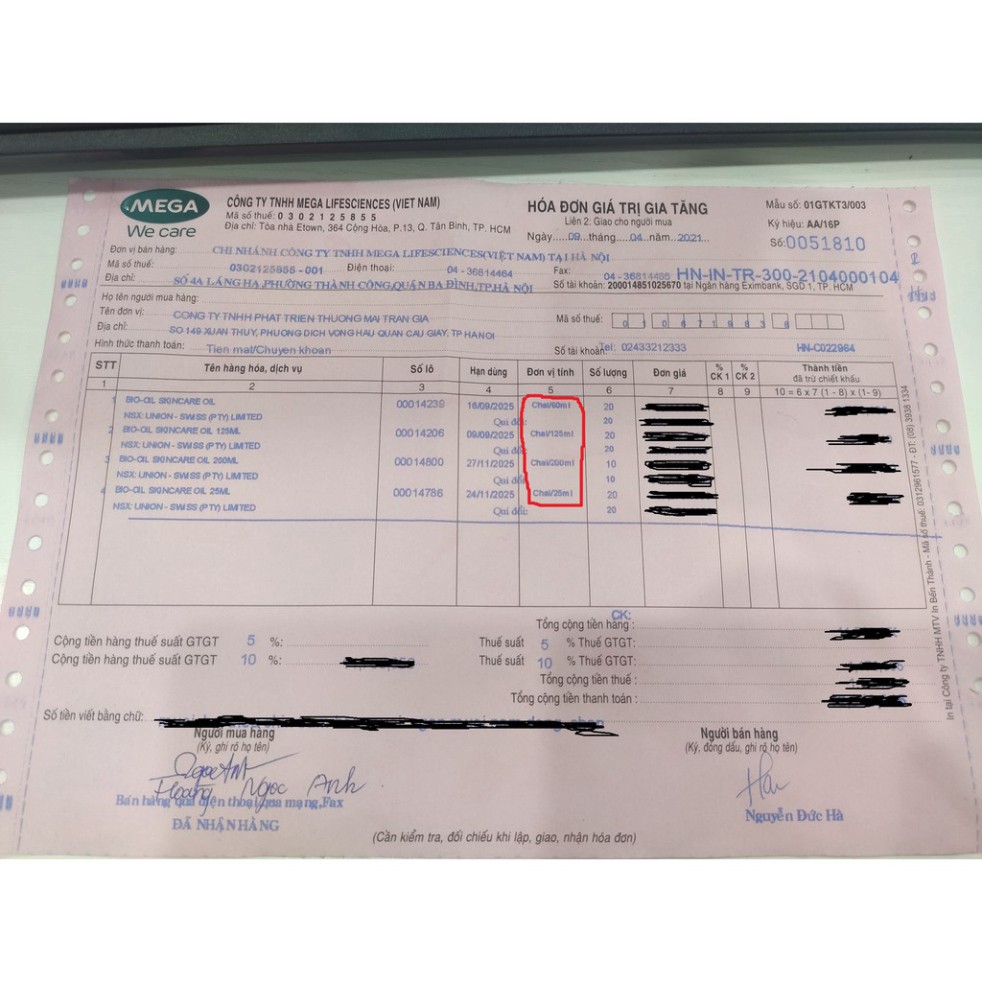 MEGA
We care
CÔNG TY TNHH MEGA LIFESCIENCES (VIET NAM)
Mã số thuế: 0 3 0 2 1 2 5 8 5 5
Địa chỉ: Tòa nhà Etown, 364 Cộng Hòa, P.13, Q. Tân Bình, TP. HCM
HÓA ĐƠN GIÁ TRỊ GIA TĂNG
Liên 2: Giao cho người mua
Ngày.....09...tháng....04...năm..2021...
Mẫu số: 01GTKT3/003
Ký hiệu: AA/16P
Số:0051810
Đơn vị bán hàng: CHI NHÁNH CÔNG TY TNHH MEGA LIFESCIENCES(VIỆT NAM) TẠI HÀ NỘI
Mã số thuế: 0302125855 - 001 Điện thoại: 04 - 36814464 Fax: 04 - 36814455 HN-IN-TR-300-2104000104
Địa chỉ: SỐ 4A LÁNG HẠ,PHƯỜNG THÀNH CÔNG,QUẬN BA ĐÌNH,TP.HÀ NỘI Số tài khoản: 200014851025670 tại Ngân hàng Eximbank, SGD 1, TP. HCM
Họ tên người mua hàng:
Tên đơn vị: CONG TY TNHH PHAT TRIEN THUONG MAI TRAN GIA Mã số thuế:
Địa chỉ: SO 149 XUAN THUY, PHUONG DICH VONG HAU QUAN CAU GIAY, TP HANOI
Hình thức thanh toán: Tien mat/Chuyen khoan Số tài khoản: Tel: 02433212333 HN-C022964
STT Tên hàng hóa, dịch vụ Số lô Hạn dùng Đơn vị tính Số lượng Đơn giá % CK 1 % CK 2 Thành tiền đã trừ chiết khấu
1 2 3 4 5 6 7 8 9 10 = 6 x 7 (1 - 8) x (1- 9)
1 BIO-OIL SKINCARE OIL 00014239 16/09/2025 Chai/60ml 20
NSX: UNION - SWISS (PTY) LIMITED Qui đổi: 20
2 BIO-OIL SKINCARE OIL 125ML 00014206 09/09/2025 Chai/125ml 20
NSX: UNION - SWISS (PTY) LIMITED Qui đổi: 20
3 BIO-OIL SKINCARE OIL 200ML 00014800 27/11/2025 Chai/200ml 10
NSX: UNION - SWISS (PTY) LIMITED Qui đổi: 10
4 BIO-OIL SKINCARE OIL 25ML 00014786 24/11/2025 Chai/25ml 20
NSX: UNION - SWISS (PTY) LIMITED Qui đổi: 20
CK:
Tổng cộng tiền hàng :
Cộng tiền hàng thuế suất GTGT 5 %: Thuế suất 5 % Thuế GTGT:
Cộng tiền hàng thuế suất GTGT 10 %: Thuế suất 10 % Thuế GTGT:
Tổng cộng tiền thuế :
Tổng cộng tiền thanh toán :
Số tiền viết bằng chữ:
Người mua hàng
(Ký, ghi rõ họ tên)
Người bán hàng
(Ký, đóng dấu, ghi rõ họ tên)
Ngọc Anh
Hoàng Ngọc Anh
Hà
Bán hàng qua điện thoại,qua mạng,Fax
ĐÃ NHẬN HÀNG
Nguyễn Đức Hà
(Cần kiểm tra, đối chiếu khi lập, giao, nhận hóa đơn)
In tại Công ty TNHH MTV In Bến Thành - Mã số thuế: 0312961577 - ĐT: (08) 3938 1334